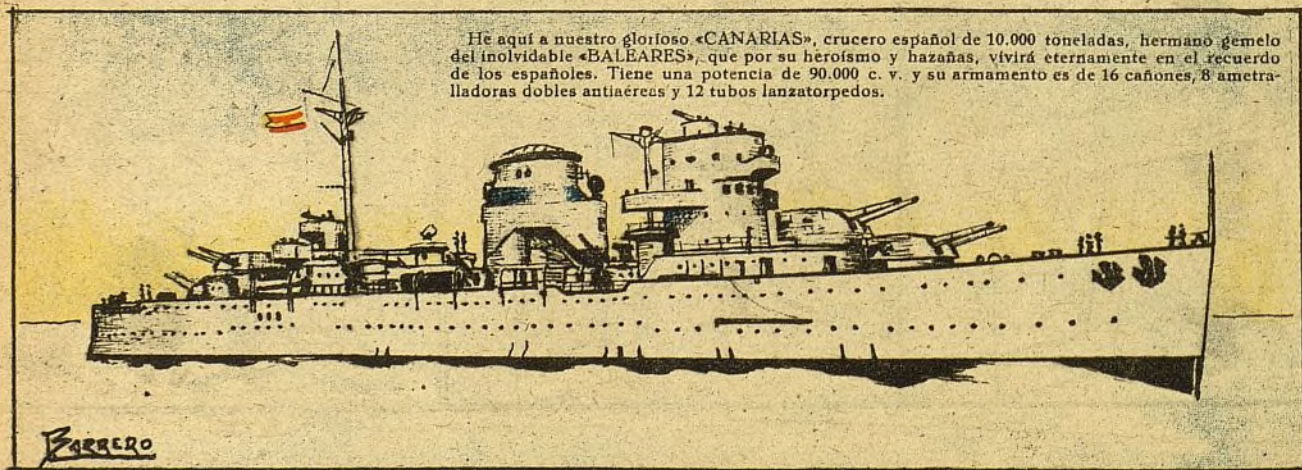 He aquí a nuestro glorioso «CANARIAS», crucero español de 10.000 toneladas, hermano gemelo
del inolvidable «BALEARES», que por su heroísmo y hazañas, vivirá eternamente en el recuerdo
de los españoles. Tiene una potencia de 90.000 c. v. y su armamento es de 16 cañones, 8 ametra-
lladoras dobles antiaéreas y 12 tubos lanzatorpedos.
BARRERO